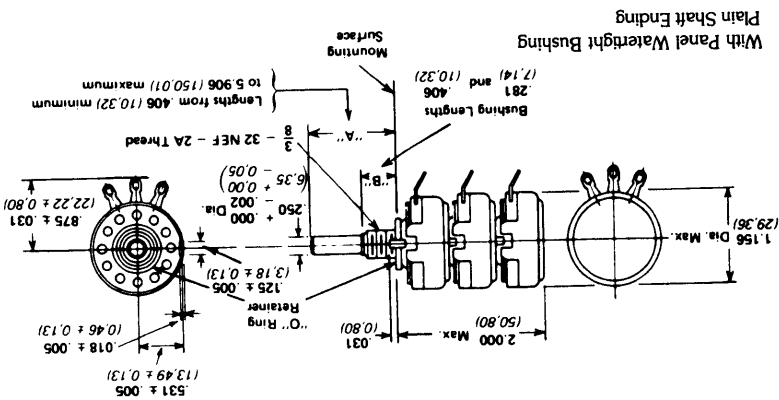 With Panel Watertight Bushing
Plain Shaft Ending
.531 ± .005
(13,49 ± 0,13)
.018 ± .005
(0,46 ± 0,13)
"O" Ring
Retainer
.125 ± .005
(3,18 ± 0,13)
.875 ± .031
(22,22 ± 0,80)
.031
(0,80)
2.000 Max.
(50,80)
1.156 Dia. Max.
(29,36)
.250 + .000 - .002 Dia.
(6,35 + 0,00 - 0,05)
3/8 - 32 NEF - 2A Thread
"B"
"A"
Bushing Lengths
.281 and .406
(7,14) (10,32)
Lengths from .406 (10,32) minimum
to 5.906 (150,01) maximum
Mounting
Surface